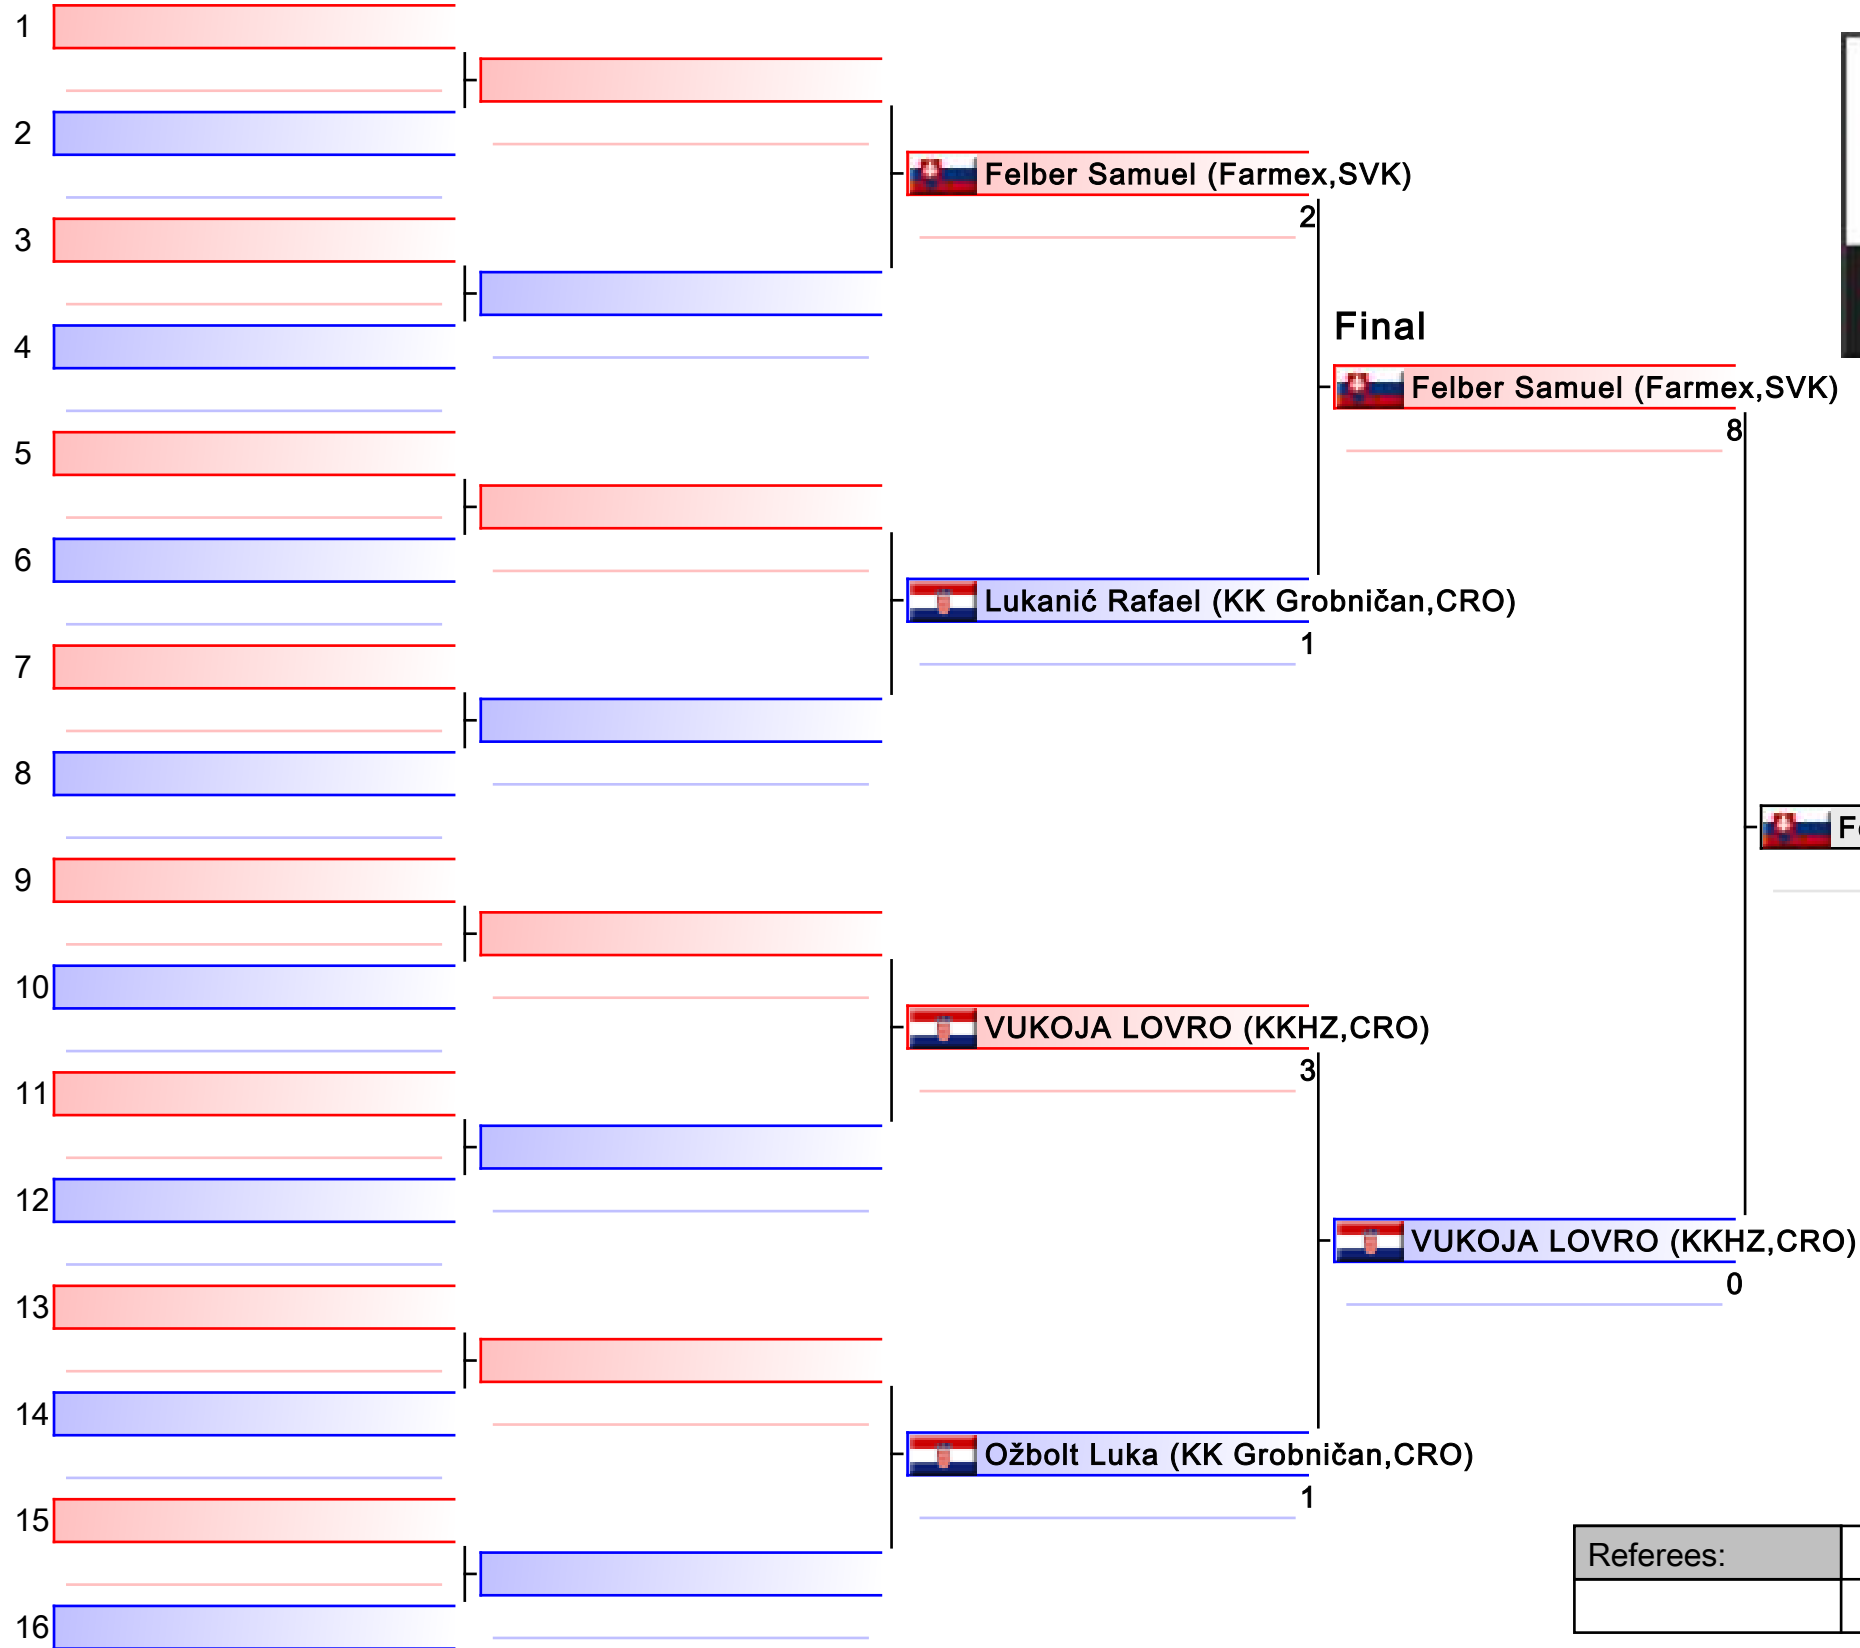 1
2
Felber Samuel (Farmex,SVK)
2
3
Final
4
Felber Samuel (Farmex,SVK)
8
5
6
Lukanić Rafael (KK Grobničan,CRO)
1
7
8
9
10
VUKOJA LOVRO (KKHZ,CRO)
3
11
12
VUKOJA LOVRO (KKHZ,CRO)
0
13
14
Ožbolt Luka (KK Grobničan,CRO)
1
15
Referees:
16